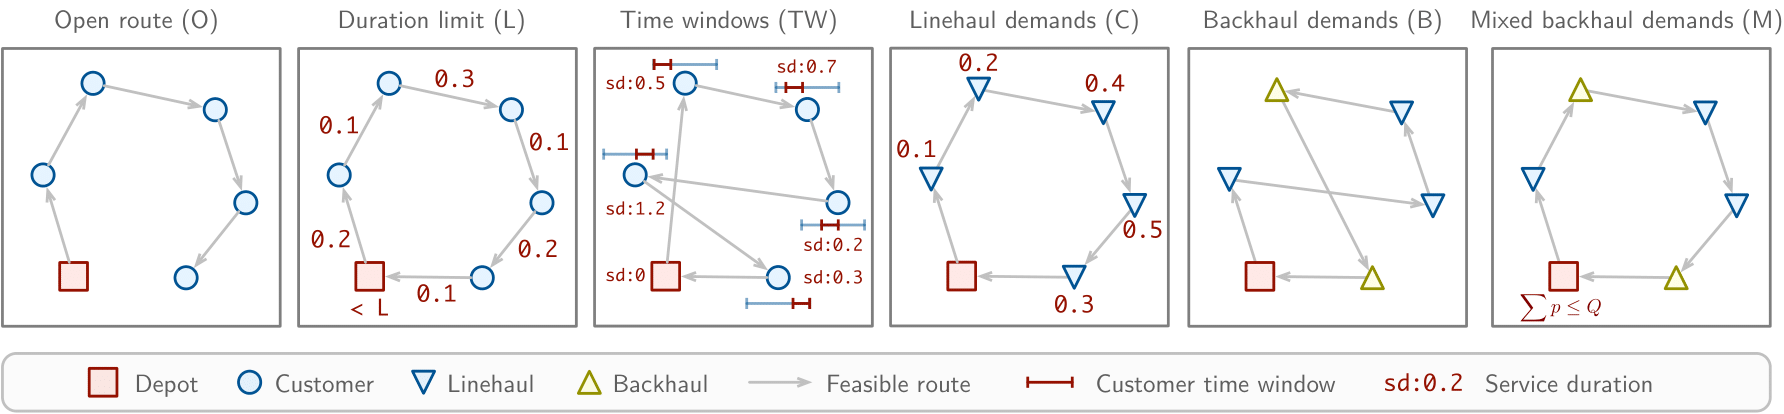 Open route (O)
Duration limit (L)
Time windows (TW)
Linehaul demands (C)
Backhaul demands (B)
Mixed backhaul demands (M)
0.3
0.1
0.1
0.2
0.2
0.1
< L
sd:0.5
sd:0.7
sd:1.2
sd:0.2
sd:0
sd:0.3
0.2
0.4
0.1
0.5
0.3
∑ p ≤ Q
Depot
Customer
Linehaul
Backhaul
Feasible route
Customer time window
sd:0.2 Service duration